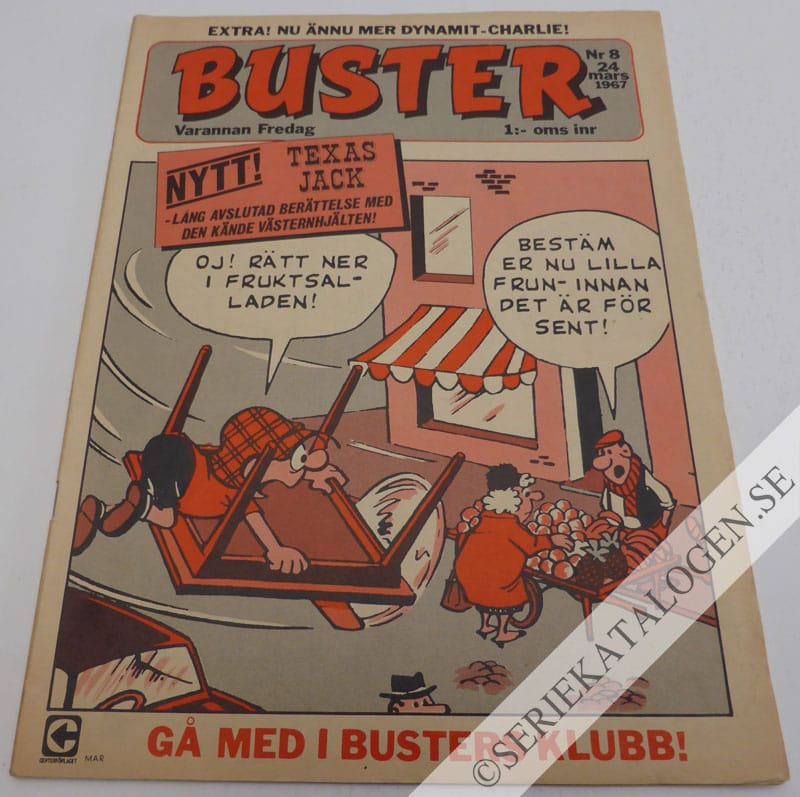 EXTRA! NU ÄNNU MER DYNAMIT-CHARLIE!
BUSTER
Nr 8
24
mars
1967
Varannan Fredag
1:- oms inr
NYTT!
TEXAS
JACK
-LÅNG AVSLUTAD BERÄTTELSE MED
DEN KÄNDE VÄSTERNHJÄLTEN!
OJ! RÄTT NER
I FRUKTSAL-
LADEN!
BESTÄM
ER NU LILLA
FRUN- INNAN
DET ÄR FÖR
SENT!
GÅ MED I BUSTERS KLUBB!
CENTERFÖRLAGET
MAR
© SERIEKATALOGEN.SE